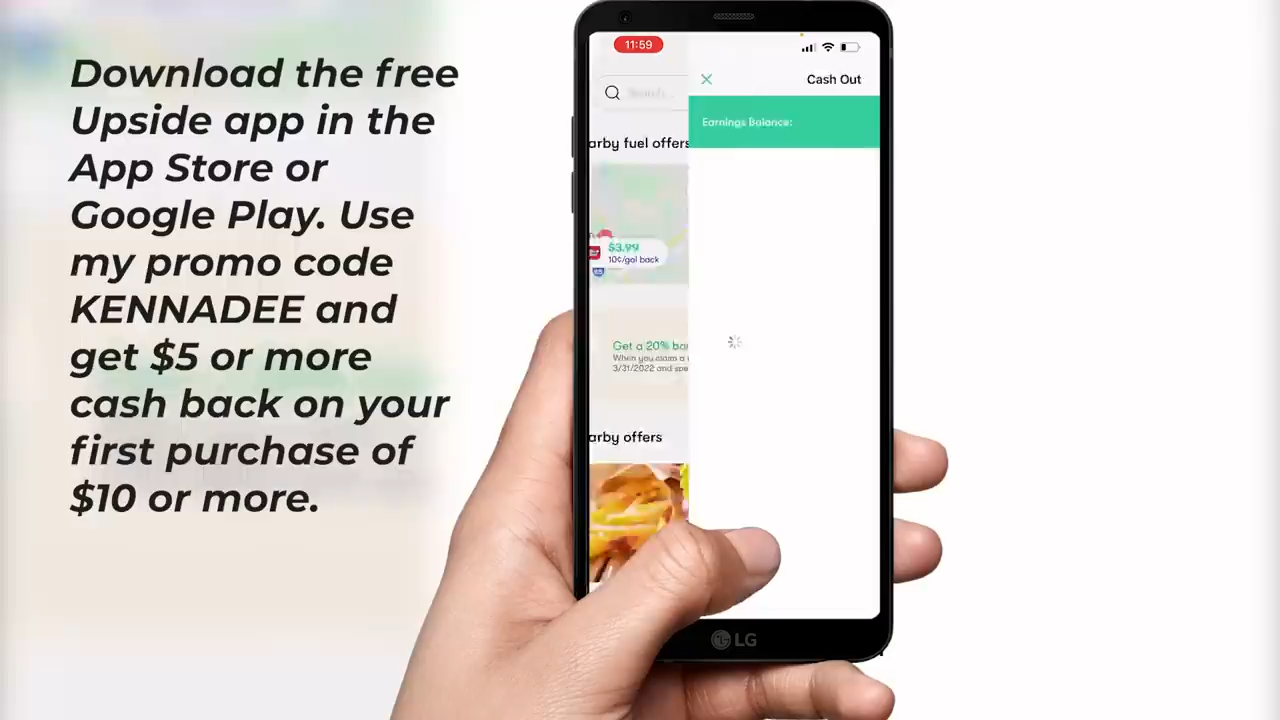 Download the free
Upside app in the
App Store or
Google Play. Use
my promo code
KENNADEE and
get $5 or more
cash back on your
first purchase of
$10 or more.
11:59
Cash Out
Search...
Earnings Balance:
arby fuel offers
$3.99
10¢/gal back
Get a 20% bo
When you claim a
3/31/2022 and spe
arby offers
LG